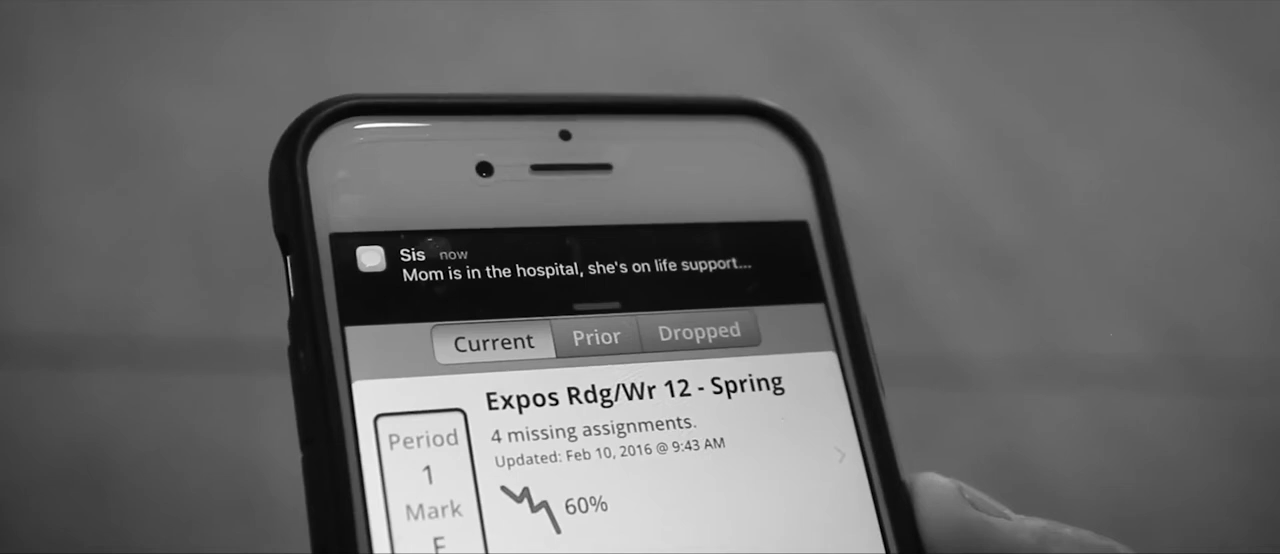 Sis now
Mom is in the hospital, she's on life support...
Current Prior Dropped
Expos Rdg/Wr 12 - Spring
4 missing assignments.
Updated: Feb 10, 2016 @ 9:43 AM
60%
Period
1
Mark